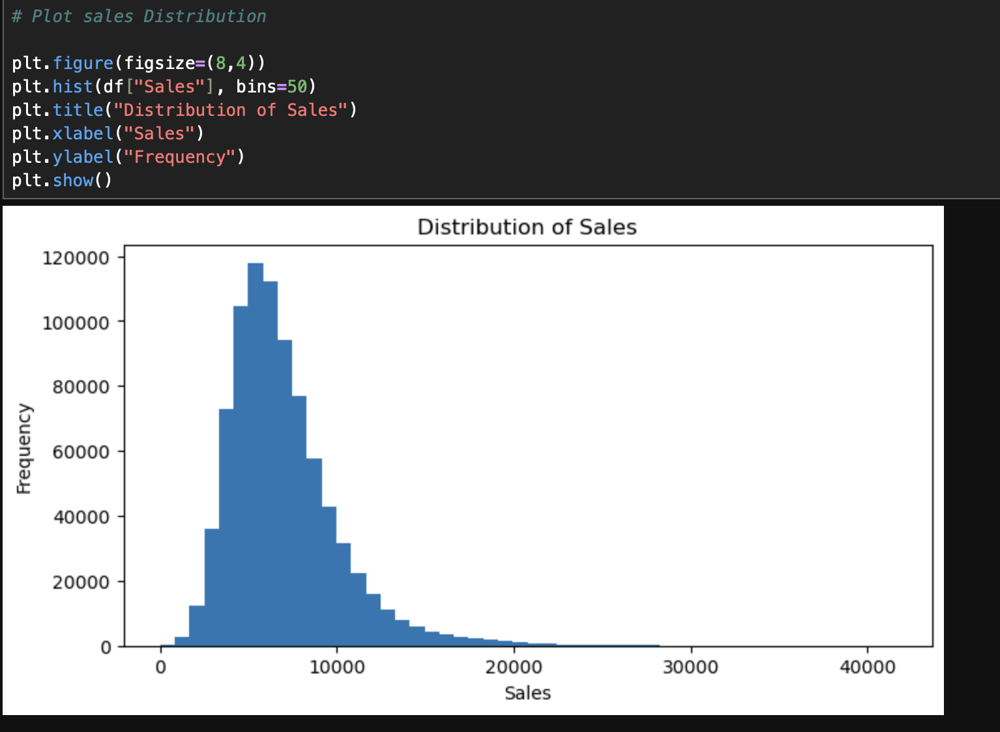 # Plot sales Distribution
plt.figure(figsize=(8,4))
plt.hist(df["Sales"], bins=50)
plt.title("Distribution of Sales")
plt.xlabel("Sales")
plt.ylabel("Frequency")
plt.show()
Distribution of Sales
120000
100000
80000
60000
40000
20000
0
Frequency
0 10000 20000 30000 40000
Sales